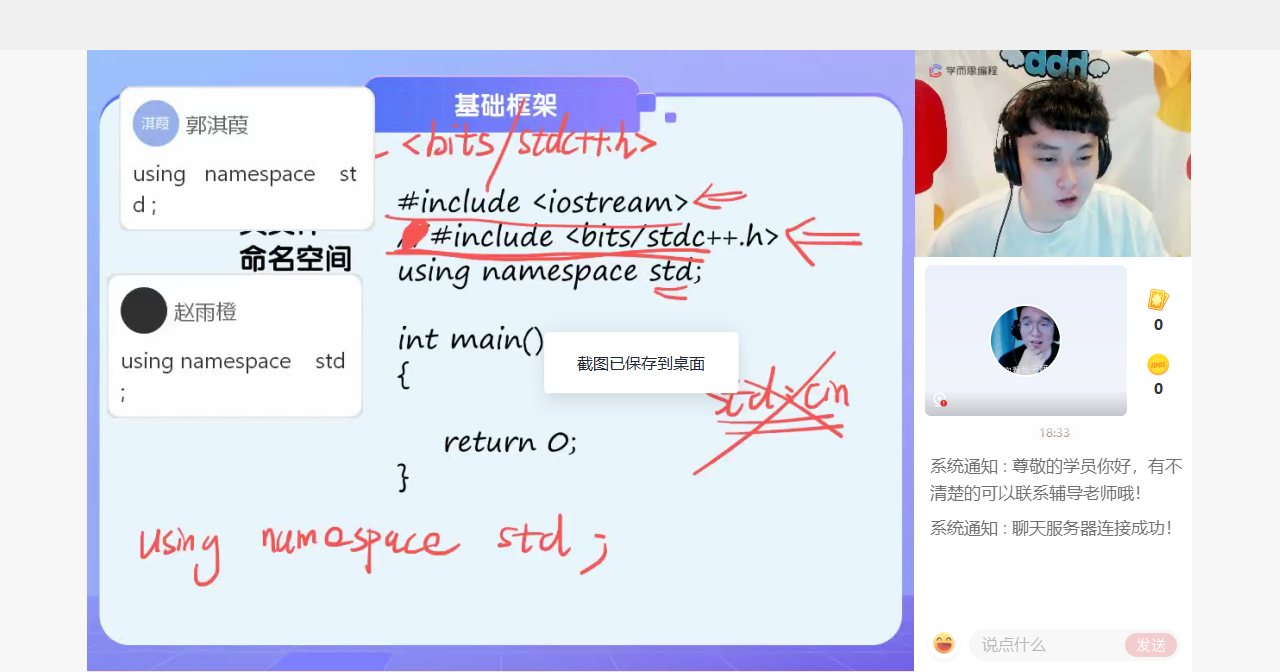 基础框架
淇葭 郭淇葭
using namespace st
d ;
<bits/stdc++.h>
#include <iostream>
#include <bits/stdc++.h>
using namespace std;
命名空间
赵雨橙
using namespace std
;
int main()
{
return 0;
}
截图已保存到桌面
std::cin
using namespace std ;
学而思编程
ddd
0
0
18:33
系统通知 : 尊敬的学员你好，有不
清楚的可以联系辅导老师哦！
系统通知 : 聊天服务器连接成功！
说点什么
发送